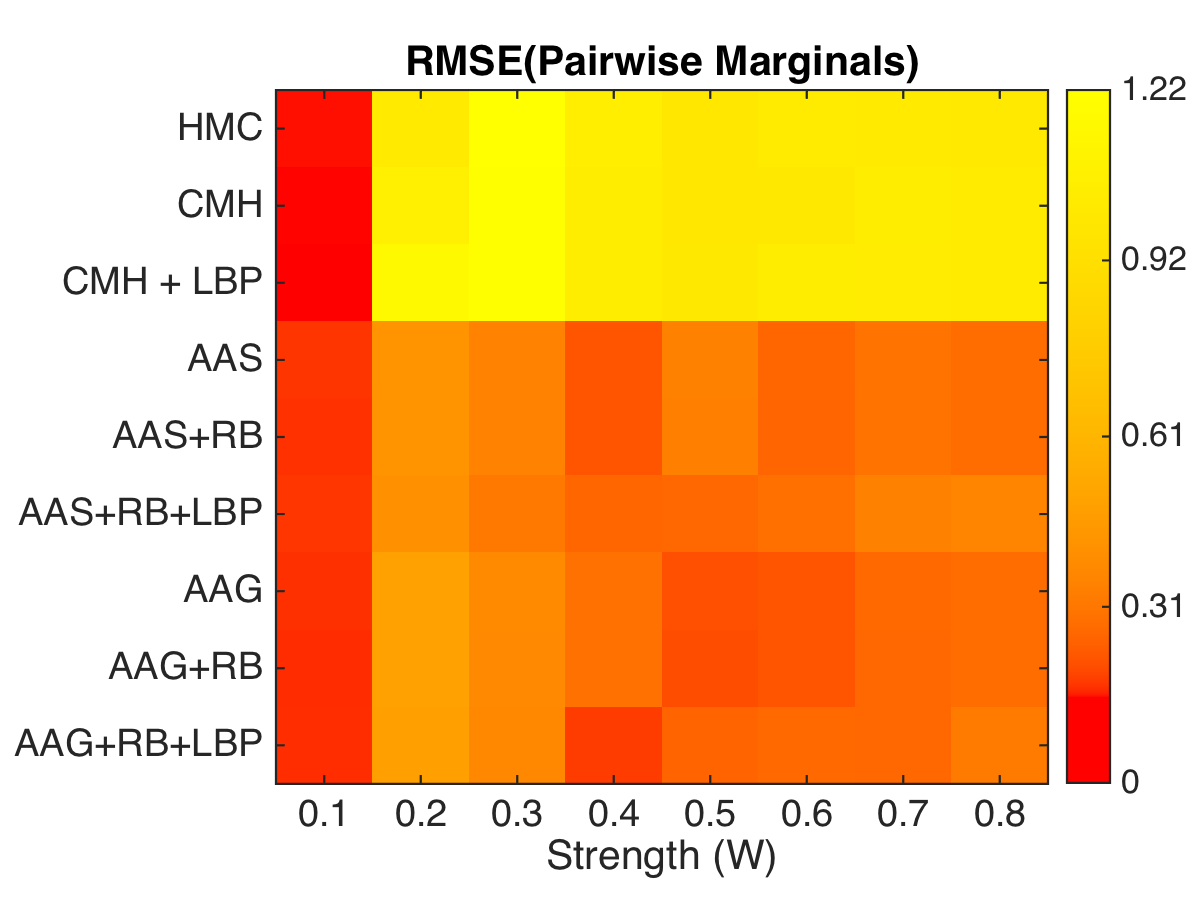 RMSE(Pairwise Marginals)
HMC
CMH
CMH + LBP
AAS
AAS+RB
AAS+RB+LBP
AAG
AAG+RB
AAG+RB+LBP
0.1 0.2 0.3 0.4 0.5 0.6 0.7 0.8
Strength (W)
1.22
0.92
0.61
0.31
0